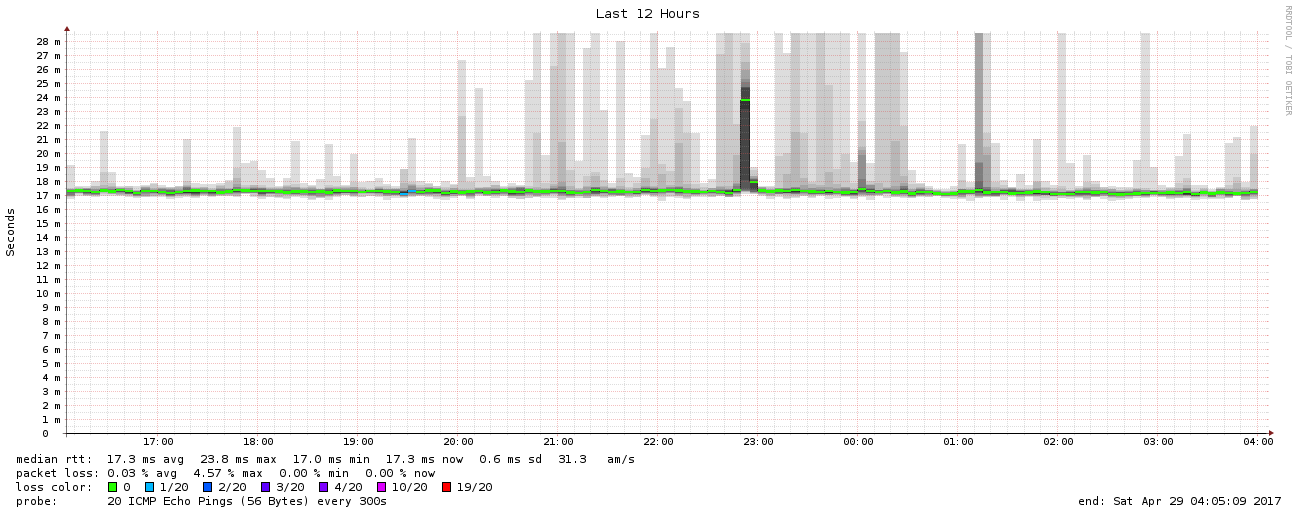 Last 12 Hours
RRDTOOL / TOBI OETIKER
Seconds
28 m
27 m
26 m
25 m
24 m
23 m
22 m
21 m
20 m
19 m
18 m
17 m
16 m
15 m
14 m
13 m
12 m
11 m
10 m
9 m
8 m
7 m
6 m
5 m
4 m
3 m
2 m
1 m
0
17:00 18:00 19:00 20:00 21:00 22:00 23:00 00:00 01:00 02:00 03:00 04:00
median rtt: 17.3 ms avg 23.8 ms max 17.0 ms min 17.3 ms now 0.6 ms sd 31.3 am/s
packet loss: 0.03 % avg 4.57 % max 0.00 % min 0.00 % now
loss color: 0 1/20 2/20 3/20 4/20 10/20 19/20
probe: 20 ICMP Echo Pings (56 Bytes) every 300s
end: Sat Apr 29 04:05:09 2017